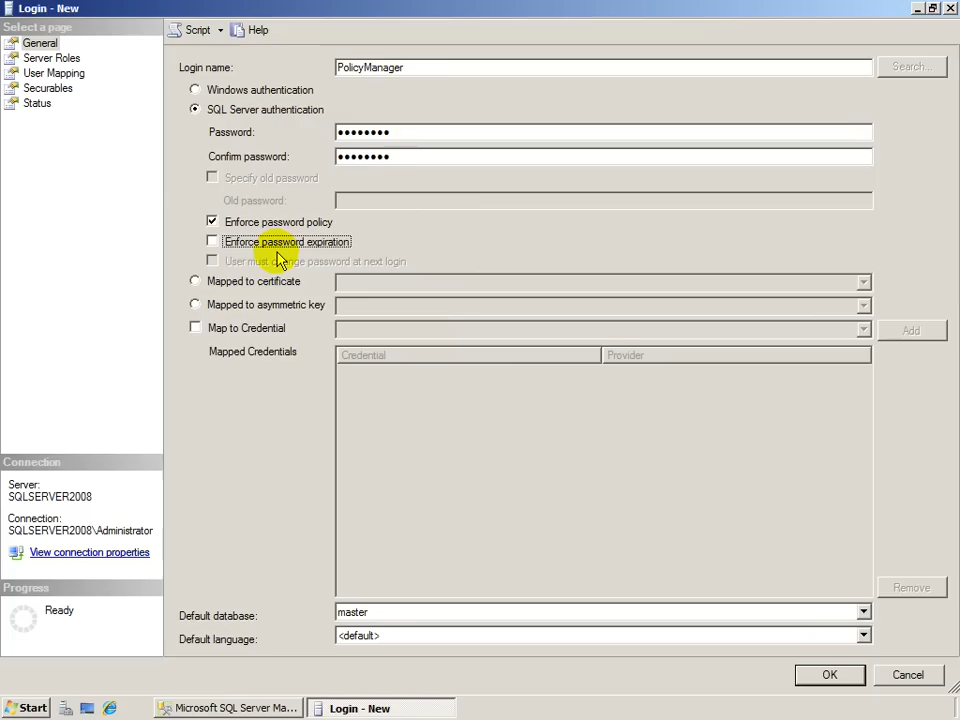 Login - New
Select a page
General
Server Roles
User Mapping
Securables
Status
Script
Help
Login name:
PolicyManager
Search...
Windows authentication
SQL Server authentication
Password:
●●●●●●●●
Confirm password:
●●●●●●●●
Specify old password
Old password:
Enforce password policy
Enforce password expiration
User must change password at next login
Mapped to certificate
Mapped to asymmetric key
Map to Credential
Add
Mapped Credentials
Credential
Provider
Connection
Server:
SQLSERVER2008
Connection:
SQLSERVER2008\Administrator
View connection properties
Progress
Ready
Remove
Default database:
master
Default language:
<default>
OK
Cancel
Start
Microsoft SQL Server Ma...
Login - New